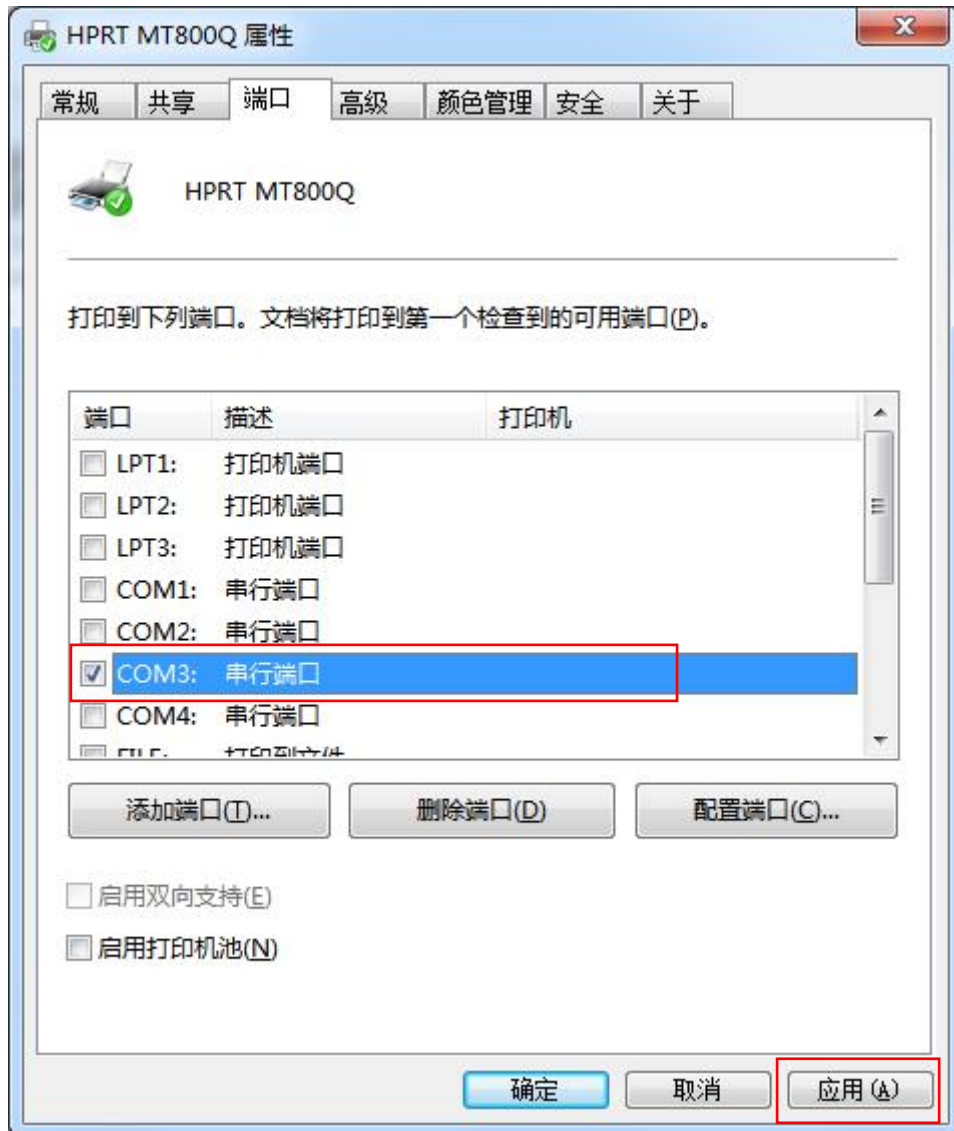 HPRT MT800Q 属性
常规 共享 端口 高级 颜色管理 安全 关于
HPRT MT800Q
打印到下列端口。文档将打印到第一个检查到的可用端口(P)。
端口 描述 打印机
LPT1: 打印机端口
LPT2: 打印机端口
LPT3: 打印机端口
COM1: 串行端口
COM2: 串行端口
COM3: 串行端口
COM4: 串行端口
FILE: 打印到文件
添加端口(T)... 删除端口(D) 配置端口(C)...
启用双向支持(E)
启用打印机池(N)
确定 取消 应用(A)